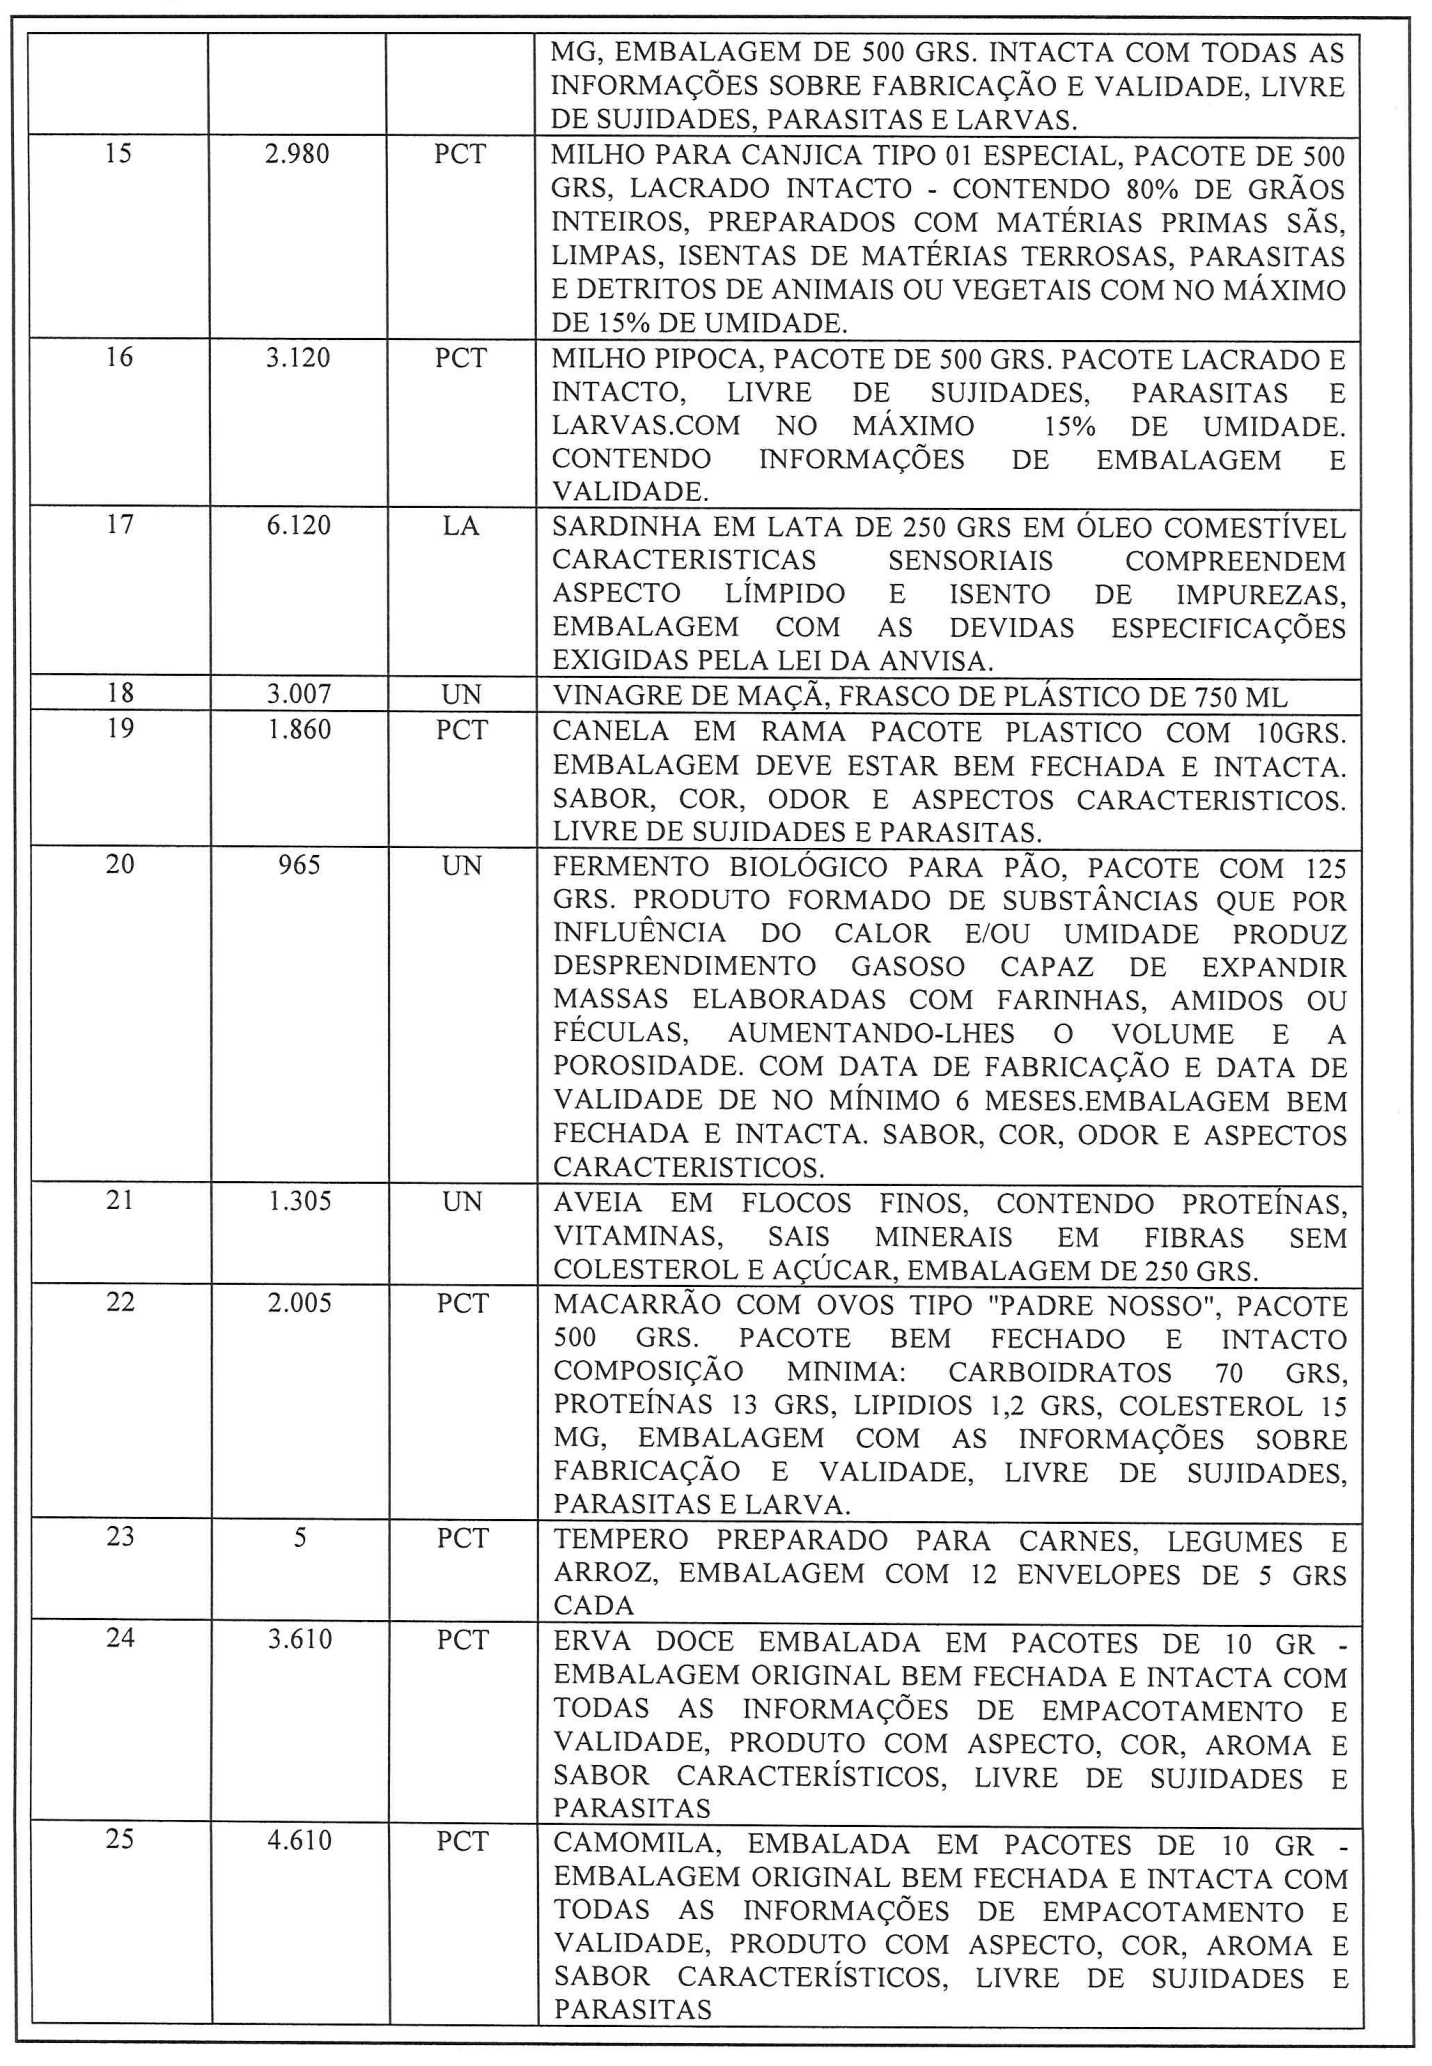 MG, EMBALAGEM DE 500 GRS. INTACTA COM TODAS AS
INFORMAÇÕES SOBRE FABRICAÇÃO E VALIDADE, LIVRE
DE SUJIDADES, PARASITAS E LARVAS.
15 2.980 PCT MILHO PARA CANJICA TIPO 01 ESPECIAL, PACOTE DE 500
GRS, LACRADO INTACTO - CONTENDO 80% DE GRÃOS
INTEIROS, PREPARADOS COM MATÉRIAS PRIMAS SÃS,
LIMPAS, ISENTAS DE MATÉRIAS TERROSAS, PARASITAS
E DETRITOS DE ANIMAIS OU VEGETAIS COM NO MÁXIMO
DE 15% DE UMIDADE.
16 3.120 PCT MILHO PIPOCA, PACOTE DE 500 GRS. PACOTE LACRADO E
INTACTO, LIVRE DE SUJIDADES, PARASITAS E
LARVAS.COM NO MÁXIMO 15% DE UMIDADE.
CONTENDO INFORMAÇÕES DE EMBALAGEM E
VALIDADE.
17 6.120 LA SARDINHA EM LATA DE 250 GRS EM ÓLEO COMESTÍVEL
CARACTERISTICAS SENSORIAIS COMPREENDEM
ASPECTO LÍMPIDO E ISENTO DE IMPUREZAS,
EMBALAGEM COM AS DEVIDAS ESPECIFICAÇÕES
EXIGIDAS PELA LEI DA ANVISA.
18 3.007 UN VINAGRE DE MAÇÃ, FRASCO DE PLÁSTICO DE 750 ML
19 1.860 PCT CANELA EM RAMA PACOTE PLASTICO COM 10GRS.
EMBALAGEM DEVE ESTAR BEM FECHADA E INTACTA.
SABOR, COR, ODOR E ASPECTOS CARACTERISTICOS.
LIVRE DE SUJIDADES E PARASITAS.
20 965 UN FERMENTO BIOLÓGICO PARA PÃO, PACOTE COM 125
GRS. PRODUTO FORMADO DE SUBSTÂNCIAS QUE POR
INFLUÊNCIA DO CALOR E/OU UMIDADE PRODUZ
DESPRENDIMENTO GASOSO CAPAZ DE EXPANDIR
MASSAS ELABORADAS COM FARINHAS, AMIDOS OU
FÉCULAS, AUMENTANDO-LHES O VOLUME E A
POROSIDADE. COM DATA DE FABRICAÇÃO E DATA DE
VALIDADE DE NO MÍNIMO 6 MESES.EMBALAGEM BEM
FECHADA E INTACTA. SABOR, COR, ODOR E ASPECTOS
CARACTERISTICOS.
21 1.305 UN AVEIA EM FLOCOS FINOS, CONTENDO PROTEÍNAS,
VITAMINAS, SAIS MINERAIS EM FIBRAS SEM
COLESTEROL E AÇÚCAR, EMBALAGEM DE 250 GRS.
22 2.005 PCT MACARRÃO COM OVOS TIPO "PADRE NOSSO", PACOTE
500 GRS. PACOTE BEM FECHADO E INTACTO
COMPOSIÇÃO MINIMA: CARBOIDRATOS 70 GRS,
PROTEÍNAS 13 GRS, LIPIDIOS 1,2 GRS, COLESTEROL 15
MG, EMBALAGEM COM AS INFORMAÇÕES SOBRE
FABRICAÇÃO E VALIDADE, LIVRE DE SUJIDADES,
PARASITAS E LARVA.
23 5 PCT TEMPERO PREPARADO PARA CARNES, LEGUMES E
ARROZ, EMBALAGEM COM 12 ENVELOPES DE 5 GRS
CADA
24 3.610 PCT ERVA DOCE EMBALADA EM PACOTES DE 10 GR -
EMBALAGEM ORIGINAL BEM FECHADA E INTACTA COM
TODAS AS INFORMAÇÕES DE EMPACOTAMENTO E
VALIDADE, PRODUTO COM ASPECTO, COR, AROMA E
SABOR CARACTERÍSTICOS, LIVRE DE SUJIDADES E
PARASITAS
25 4.610 PCT CAMOMILA, EMBALADA EM PACOTES DE 10 GR -
EMBALAGEM ORIGINAL BEM FECHADA E INTACTA COM
TODAS AS INFORMAÇÕES DE EMPACOTAMENTO E
VALIDADE, PRODUTO COM ASPECTO, COR, AROMA E
SABOR CARACTERÍSTICOS, LIVRE DE SUJIDADES E
PARASITAS